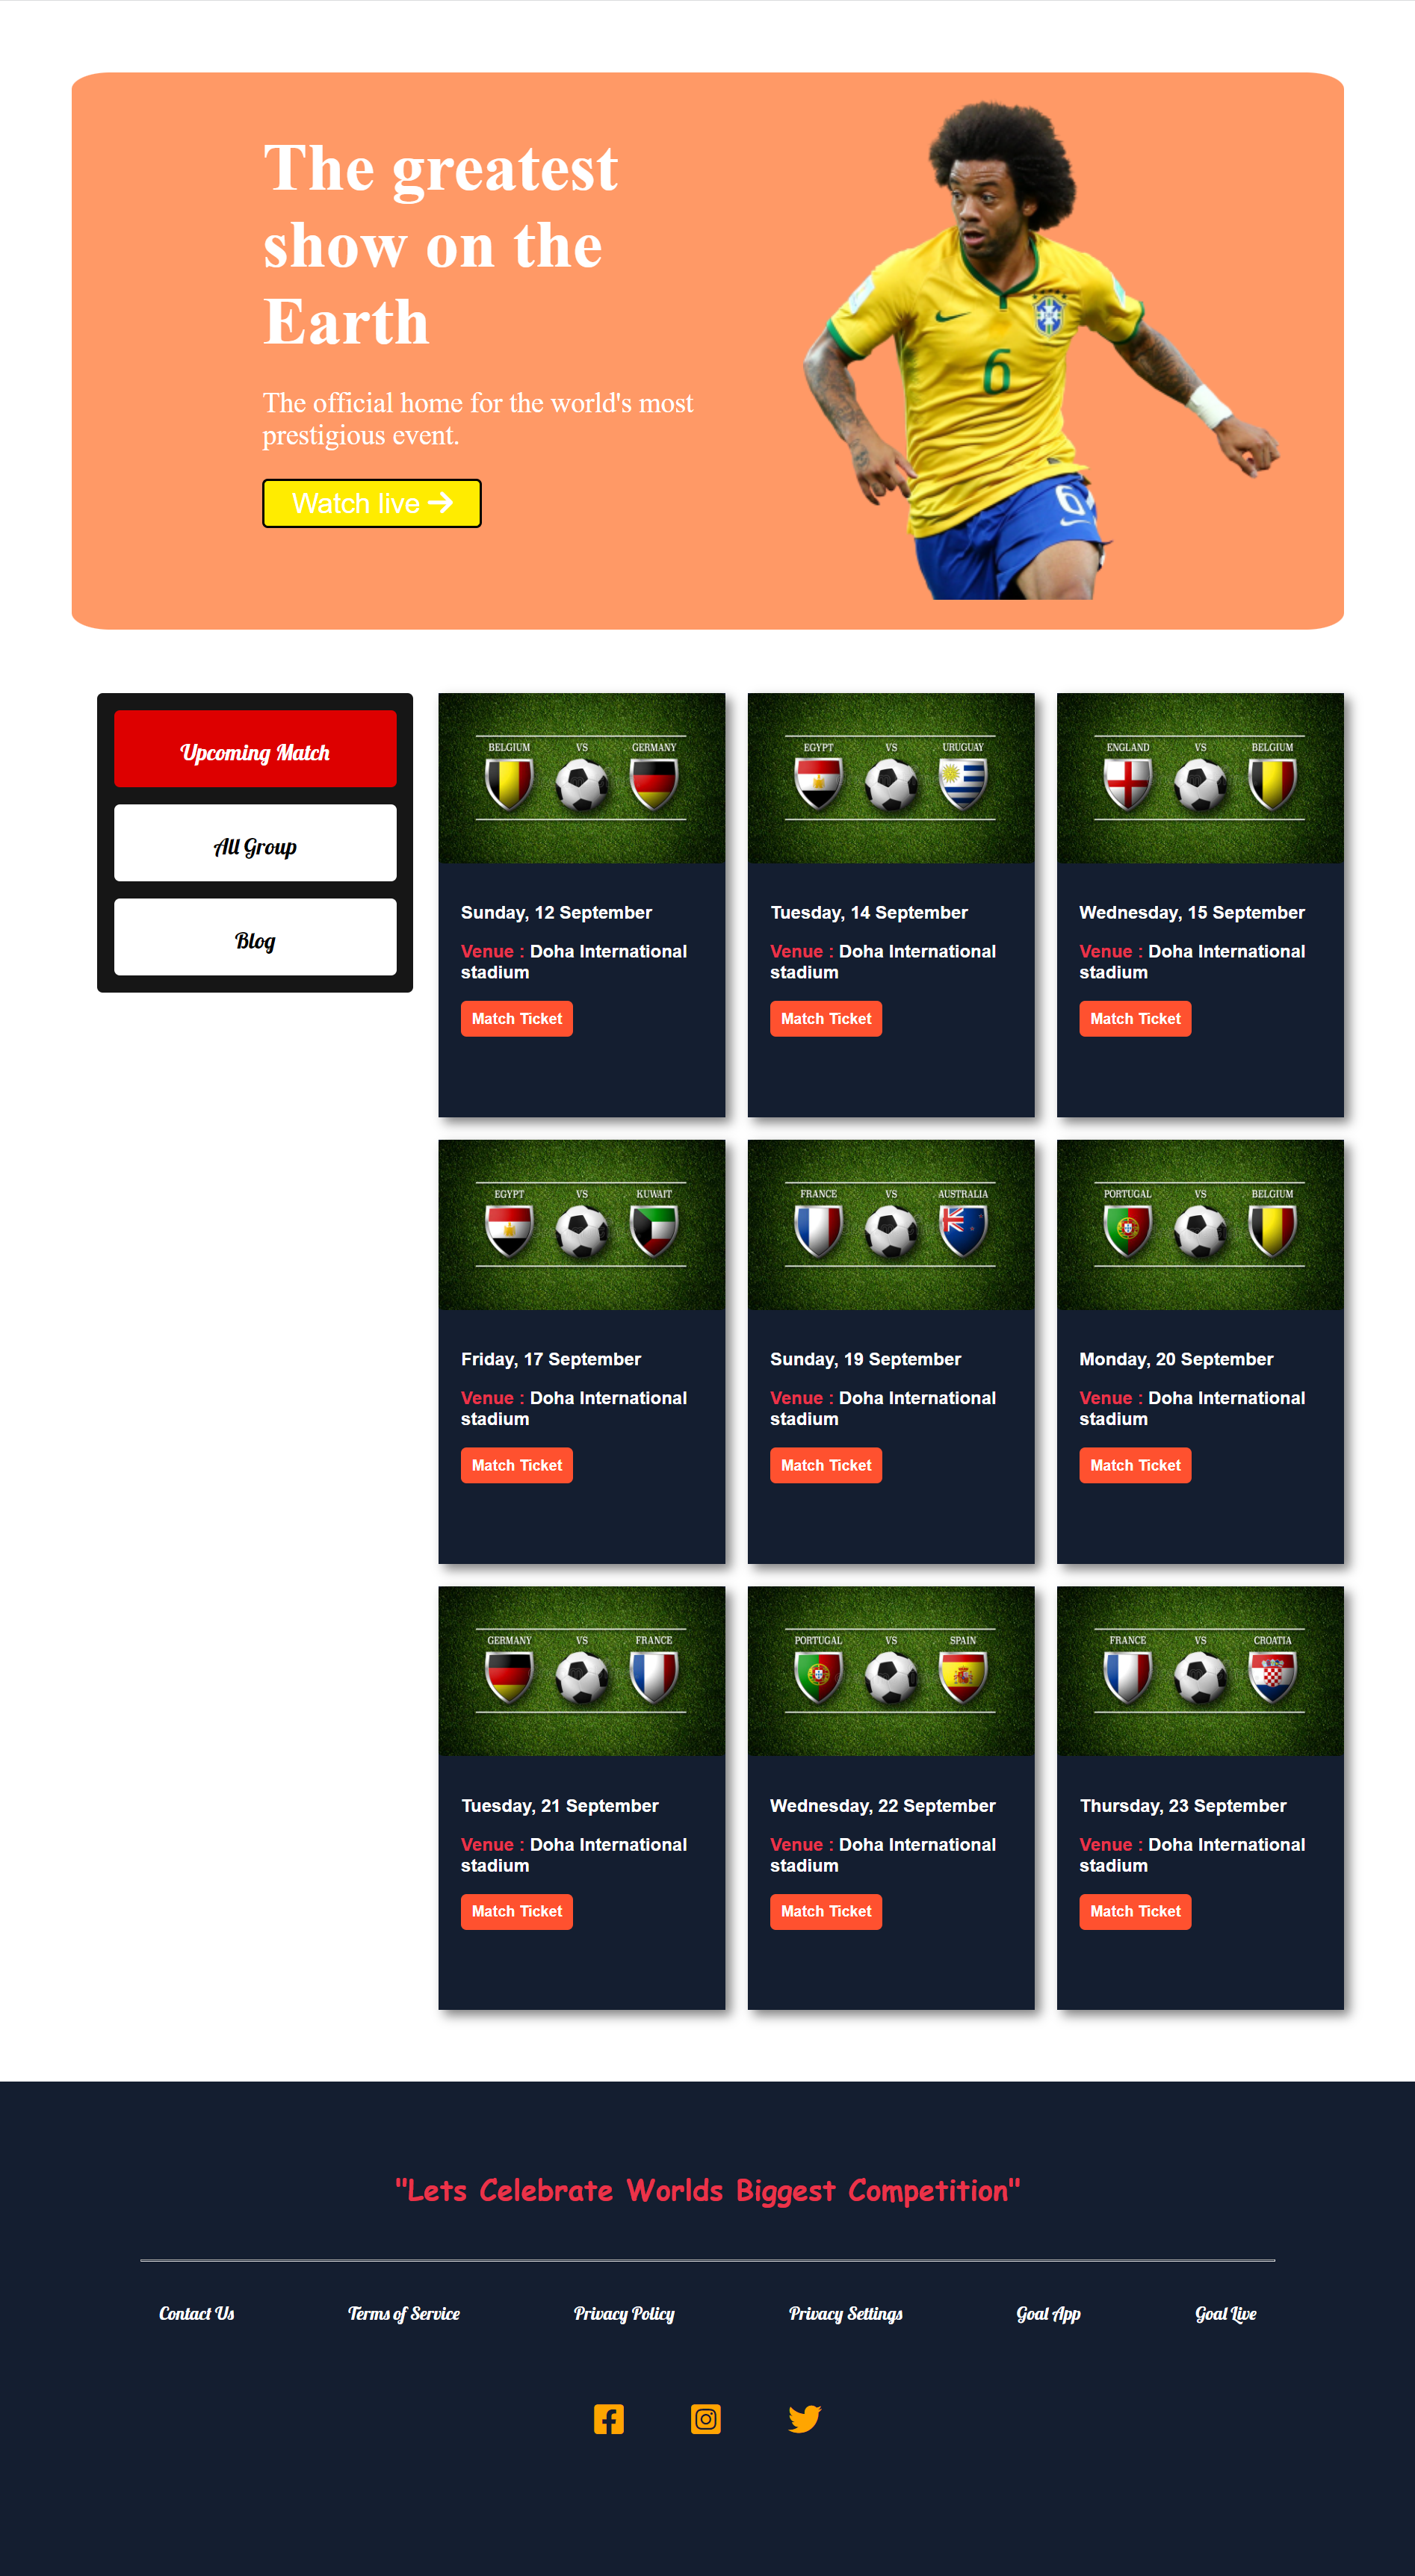 The greatest
show on the
Earth
The official home for the world's most
prestigious event.
Watch live
6
6
Upcoming Match
All Group
Blog
BELGIUM VS GERMANY
Sunday, 12 September
Venue : Doha International
stadium
Match Ticket
EGYPT VS URUGUAY
Tuesday, 14 September
Venue : Doha International
stadium
Match Ticket
ENGLAND VS BELGIUM
Wednesday, 15 September
Venue : Doha International
stadium
Match Ticket
EGYPT VS KUWAIT
Friday, 17 September
Venue : Doha International
stadium
Match Ticket
FRANCE VS AUSTRALIA
Sunday, 19 September
Venue : Doha International
stadium
Match Ticket
PORTUGAL VS BELGIUM
Monday, 20 September
Venue : Doha International
stadium
Match Ticket
GERMANY VS FRANCE
Tuesday, 21 September
Venue : Doha International
stadium
Match Ticket
PORTUGAL VS SPAIN
Wednesday, 22 September
Venue : Doha International
stadium
Match Ticket
FRANCE VS CROATIA
Thursday, 23 September
Venue : Doha International
stadium
Match Ticket
"Lets Celebrate Worlds Biggest Competition"
Contact Us
Terms of Service
Privacy Policy
Privacy Settings
Goal App
Goal Live